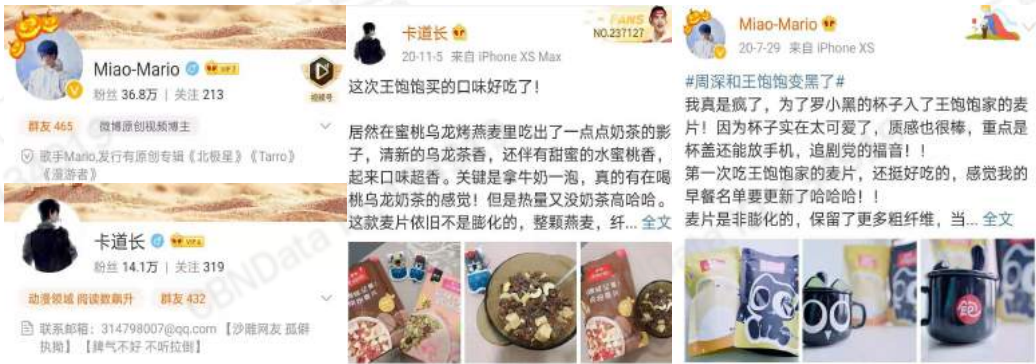 Miao-Mario
粉丝 36.8万 | 关注 213
视频号
群友 465 微博原创视频博主
歌手Mario,发行有原创专辑《北极星》《Tarro》
《漫游者》
卡道长
粉丝 14.1万 | 关注 319
动漫领域 阅读数飙升 群友 432
联系邮箱：314798007@qq.com 【沙雕网友 孤僻
执拗】 【脾气不好 不听拉倒】
卡道长
FANS
NO.237127
20-11-5 来自 iPhone XS Max
这次王饱饱买的口味好吃了！
居然在蜜桃乌龙烤燕麦里吃出了一点点奶茶的影
子，清新的乌龙茶香，还伴有甜蜜的水蜜桃香，
起来口味超香。关键是拿牛奶一泡，真的有在喝
桃乌龙奶茶的感觉！但是热量又没奶茶高哈哈。
这款麦片依旧不是膨化的，整颗燕麦，纤... 全文
Miao-Mario
20-7-29 来自 iPhone XS
#周深和王饱饱变黑了#
我真是疯了，为了罗小黑的杯子入了王饱饱家的麦
片！因为杯子实在太可爱了，质感也很棒，重点是
杯盖还能放手机，追剧党的福音！！
第一次吃王饱饱家的麦片，还挺好吃的，感觉我的
早餐名单要更新了哈哈哈！！
麦片是非膨化的，保留了更多粗纤维，当... 全文
CBNData